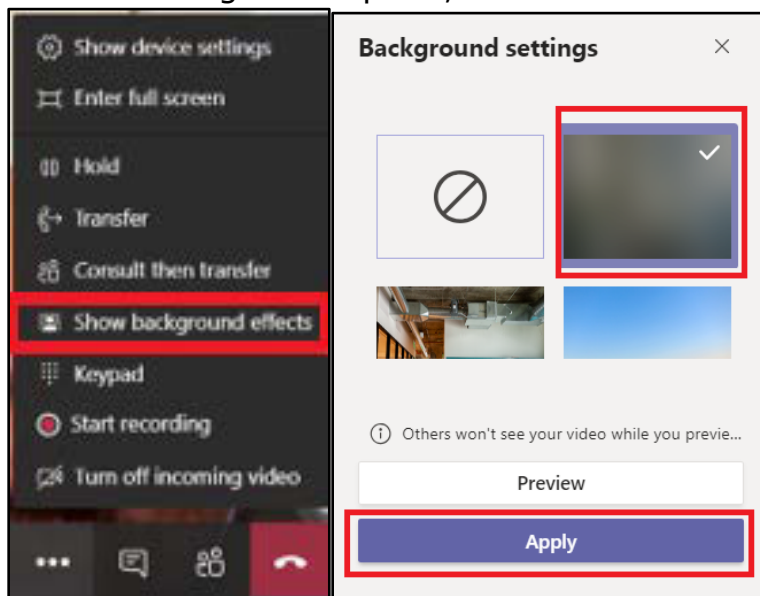 Show device settings
Enter full screen
Hold
Transfer
Consult then transfer
Show background effects
Keypad
Start recording
Turn off incoming video
Background settings
Others won't see your video while you previe...
Preview
Apply